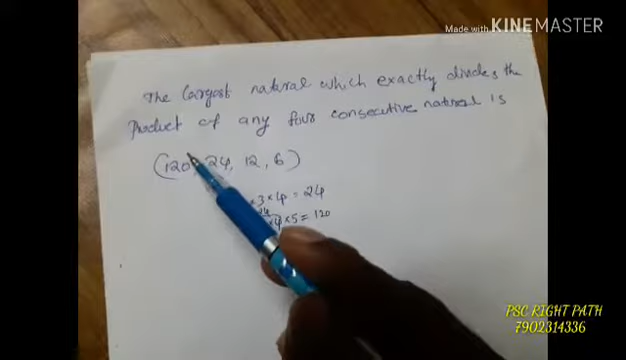 Made with KINEMASTER
The largest natural which exactly divides the
Product of any four consecutive natural is
(120, 24, 12, 6)
×3×4 = 24
×4×5 = 120
PSC RIGHT PATH
7902314336